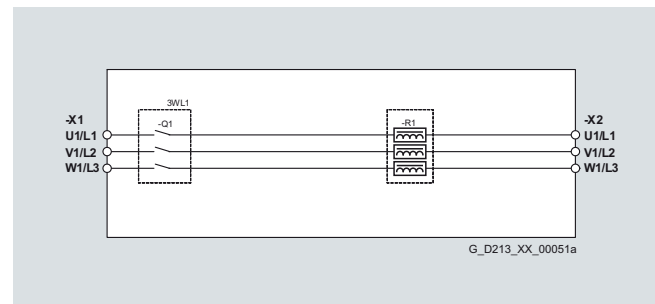 3WL1
-X1
-Q1
-R1
-X2
U1/L1
U1/L1
V1/L2
V1/L2
W1/L3
W1/L3
G_D213_XX_00051a